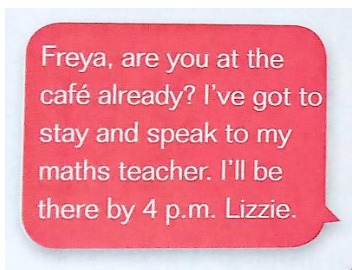 Freya, are you at the
café already? I've got to
stay and speak to my
maths teacher. I'll be
there by 4 p.m. Lizzie.